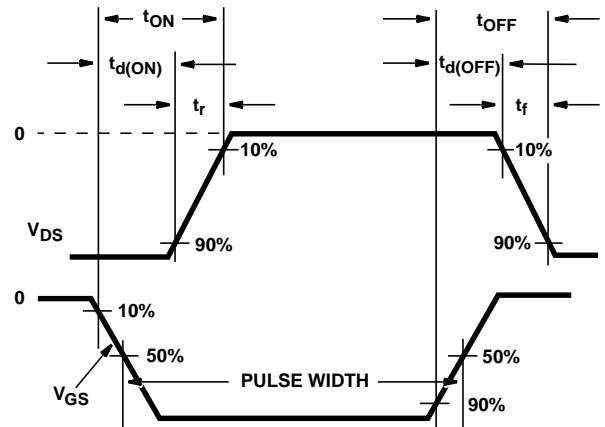 tON
tOFF
td(ON)
td(OFF)
tr
tf
0
10%
10%
VDS
90%
90%
0
10%
50%
50%
VGS
PULSE WIDTH
90%